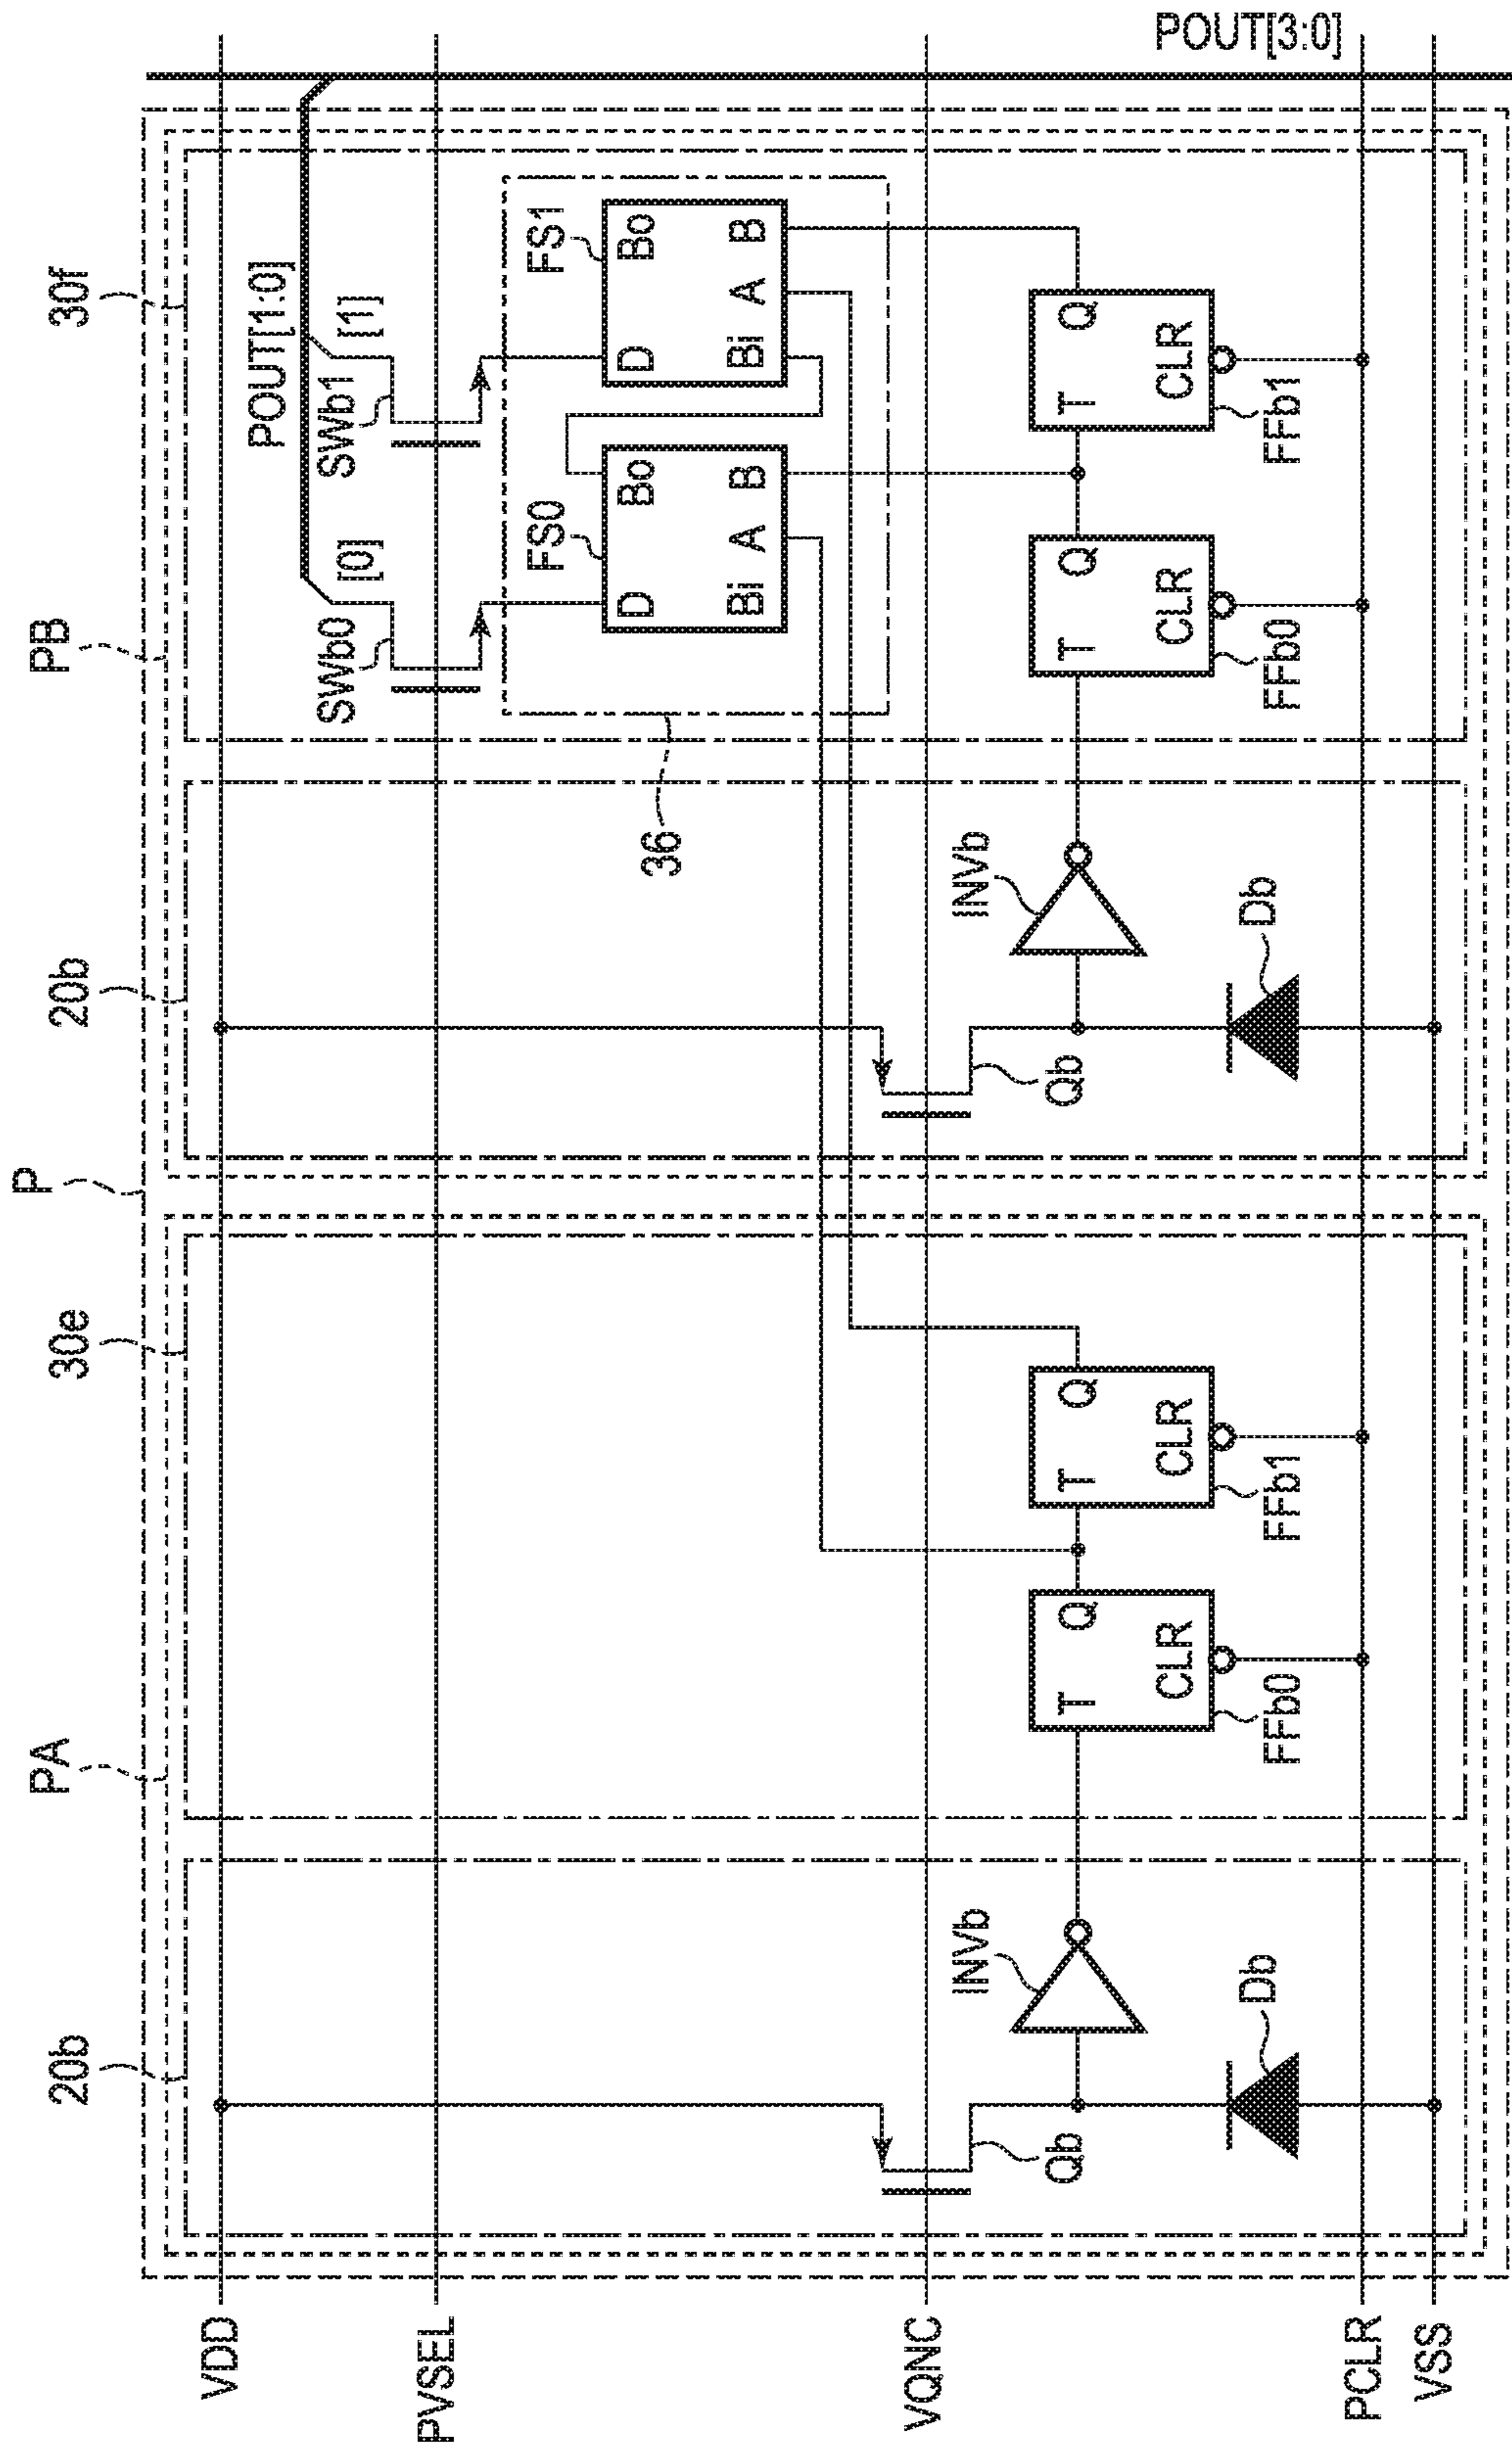 P
PA
PB
20b
30e
20b
30f
VDD
PVSEL
VQNC
PCLR
VSS
POUT[3:0]
POUT[1:0]
[0]
[1]
SWb0
SWb1
36
FS0
D
Bo
Bi
A
B
FS1
D
Bo
Bi
A
B
Qb
INVb
Db
T
Q
CLR
FFb0
T
Q
CLR
FFb1
Qb
INVb
Db
T
Q
CLR
FFb0
T
Q
CLR
FFb1